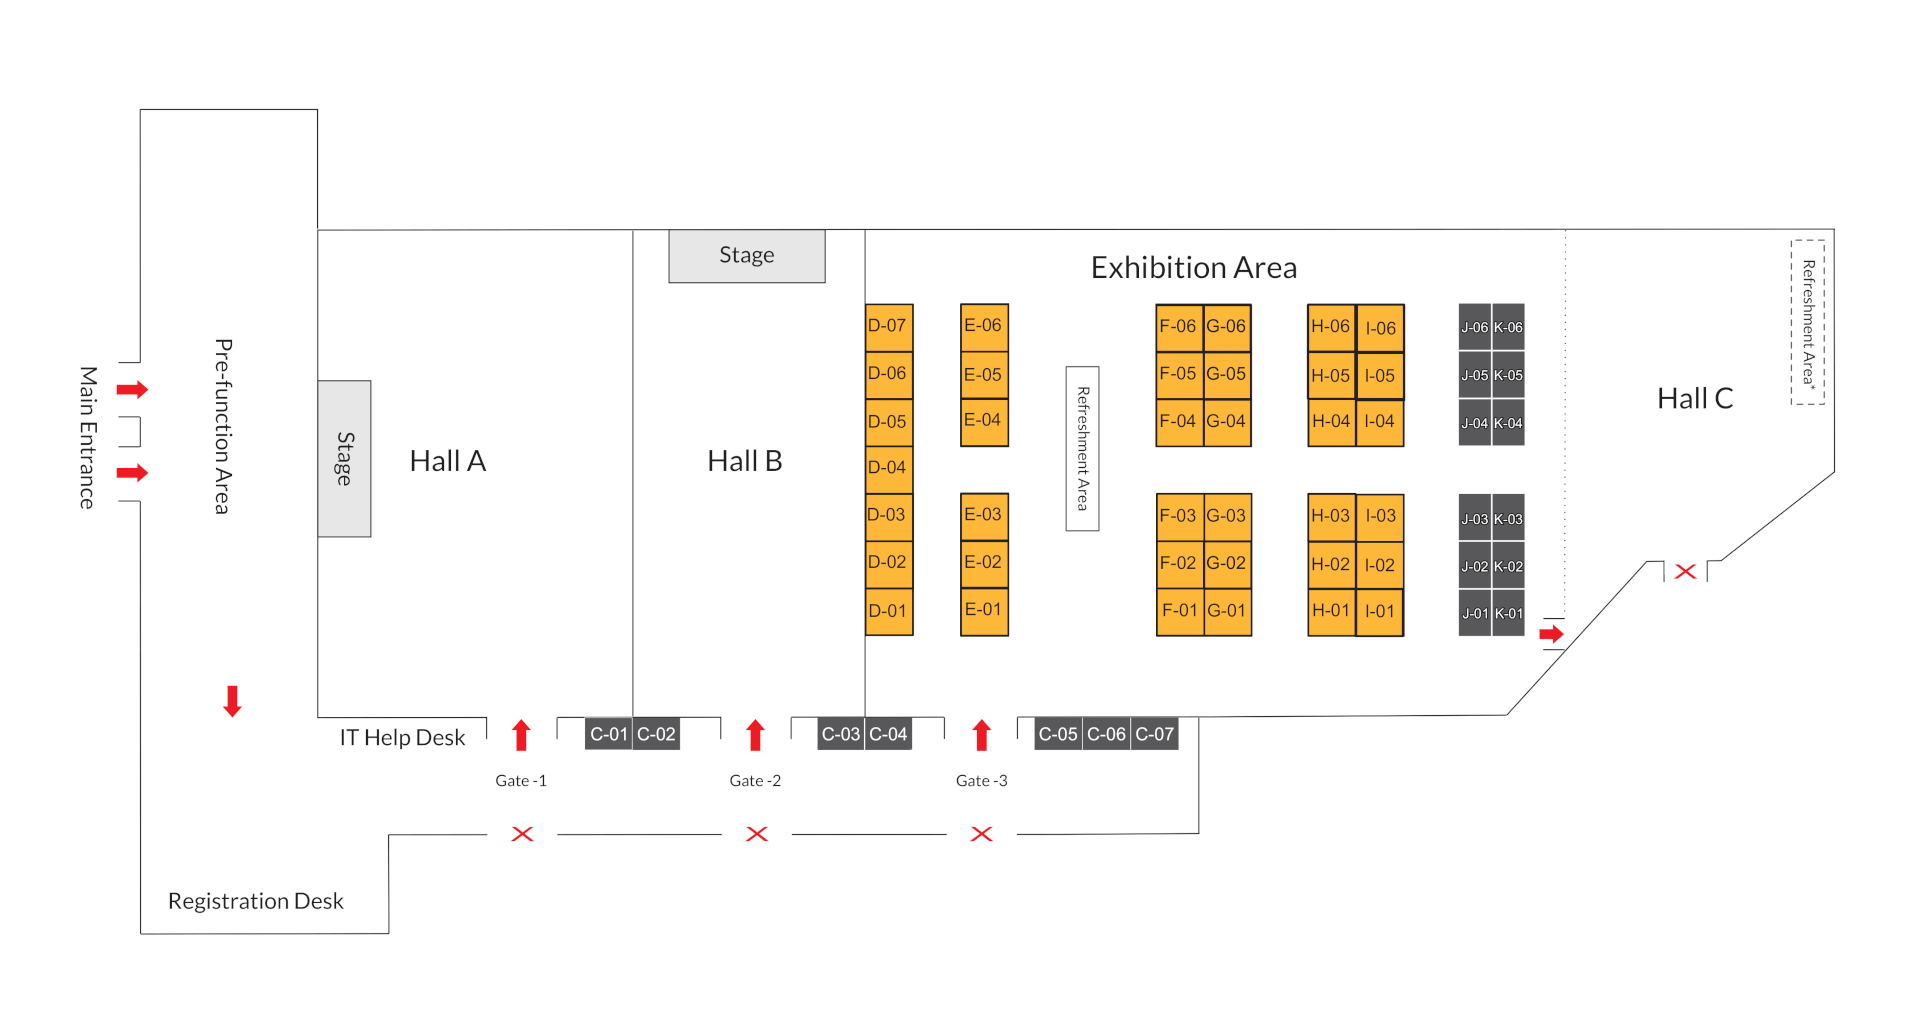 Stage
Exhibition Area
Refreshment Area*
D-07 E-06 F-06 G-06 H-06 I-06 J-06 K-06
Main Entrance
Pre-function Area
D-06 E-05 F-05 G-05 H-05 I-05 J-05 K-05
Hall C
D-05 E-04 F-04 G-04 H-04 I-04 J-04 K-04
Refreshment Area
Stage
Hall A
Hall B
D-04
D-03 E-03 F-03 G-03 H-03 I-03 J-03 K-03
D-02 E-02 F-02 G-02 H-02 I-02 J-02 K-02
D-01 E-01 F-01 G-01 H-01 I-01 J-01 K-01
IT Help Desk
C-01 C-02 C-03 C-04 C-05 C-06 C-07
Gate -1
Gate -2
Gate -3
Registration Desk